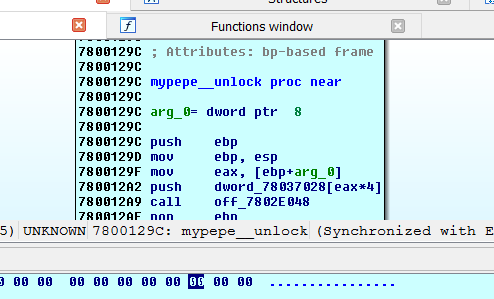 Structures
Functions window
7800129C
7800129C ; Attributes: bp-based frame
7800129C
7800129C mypepe__unlock proc near
7800129C
7800129C arg_0= dword ptr  8
7800129C
7800129C push    ebp
7800129D mov     ebp, esp
7800129F mov     eax, [ebp+arg_0]
780012A2 push    dword_78037028[eax*4]
780012A9 call    off_7802E048
780012AF pop     ebp
5) UNKNOWN 7800129C: mypepe__unlock (Synchronized with E
0 00 00  00 00 00 00 00 00 00 00 ................